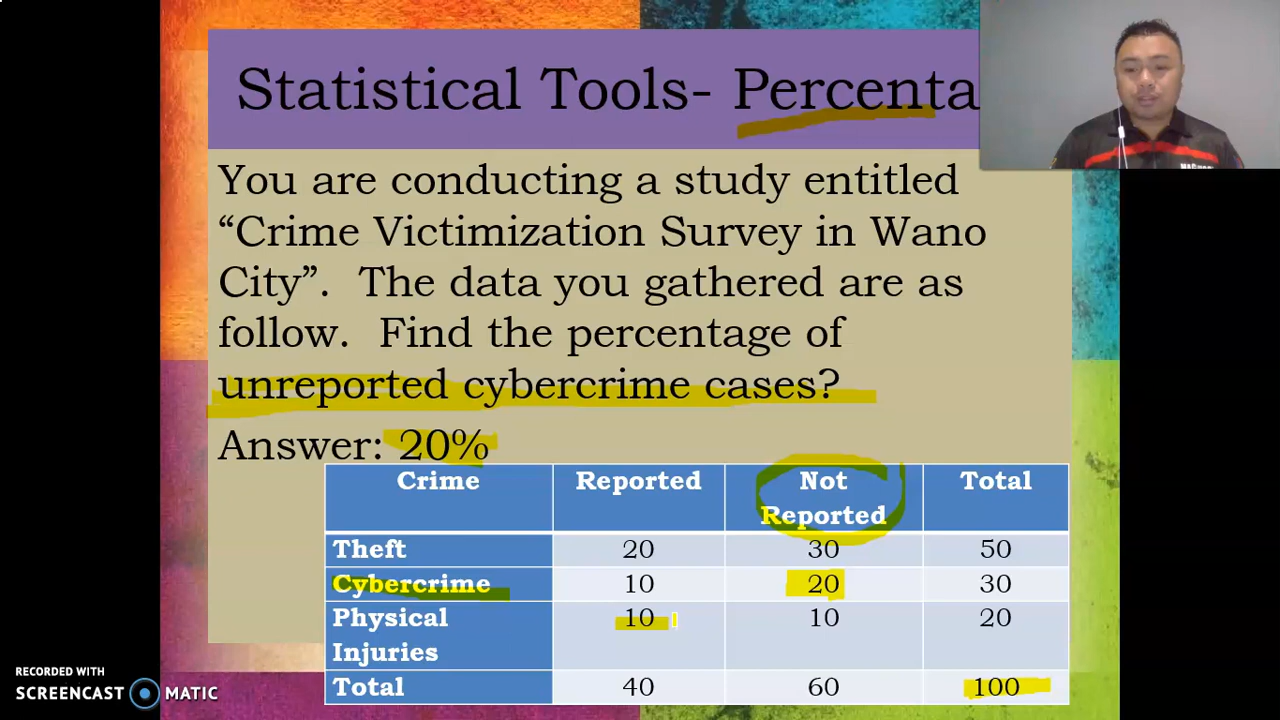 Statistical Tools- Percenta
You are conducting a study entitled
“Crime Victimization Survey in Wano
City”. The data you gathered are as
follow. Find the percentage of
unreported cybercrime cases?
Answer: 20%
Crime Reported Not Reported Total
Theft 20 30 50
Cybercrime 10 20 30
Physical Injuries 10 10 20
Total 40 60 100
RECORDED WITH
SCREENCAST MATIC